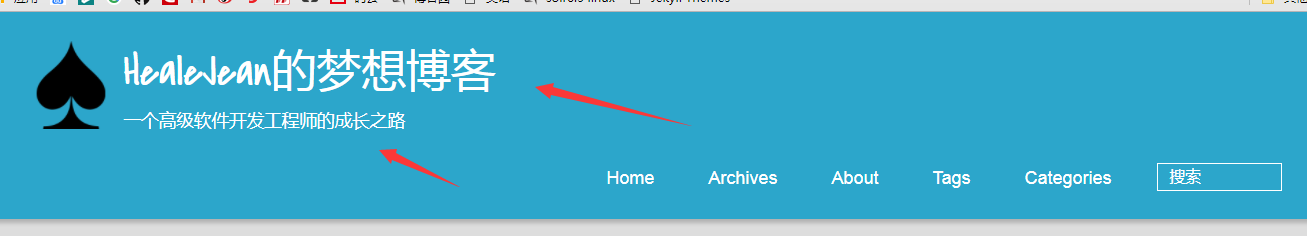 HealeJean的梦想博客
一个高级软件开发工程师的成长之路
Home Archives About Tags Categories 搜索